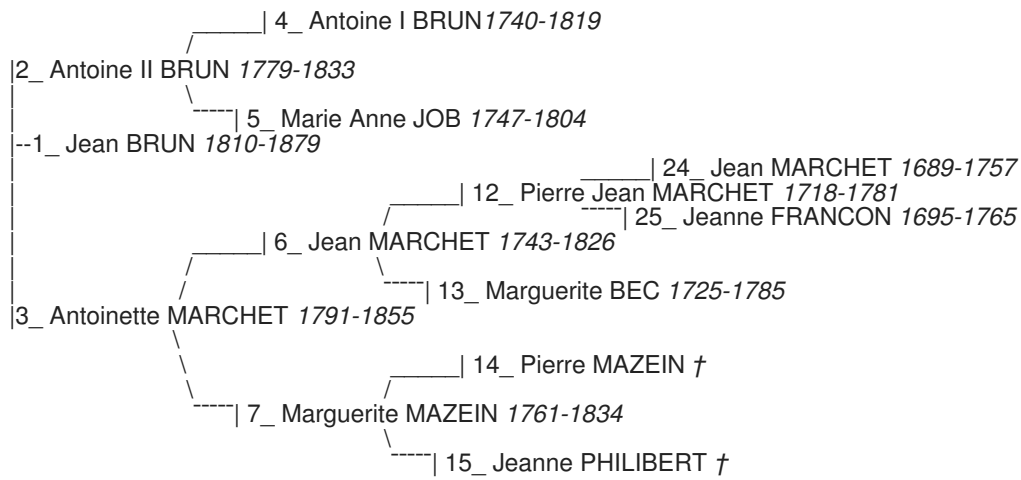 4_ Antoine I BRUN 1740-1819
2_ Antoine II BRUN 1779-1833
5_ Marie Anne JOB 1747-1804
1_ Jean BRUN 1810-1879
24_ Jean MARCHET 1689-1757
12_ Pierre Jean MARCHET 1718-1781
25_ Jeanne FRANCON 1695-1765
6_ Jean MARCHET 1743-1826
13_ Marguerite BEC 1725-1785
3_ Antoinette MARCHET 1791-1855
14_ Pierre MAZEIN †
7_ Marguerite MAZEIN 1761-1834
15_ Jeanne PHILIBERT †